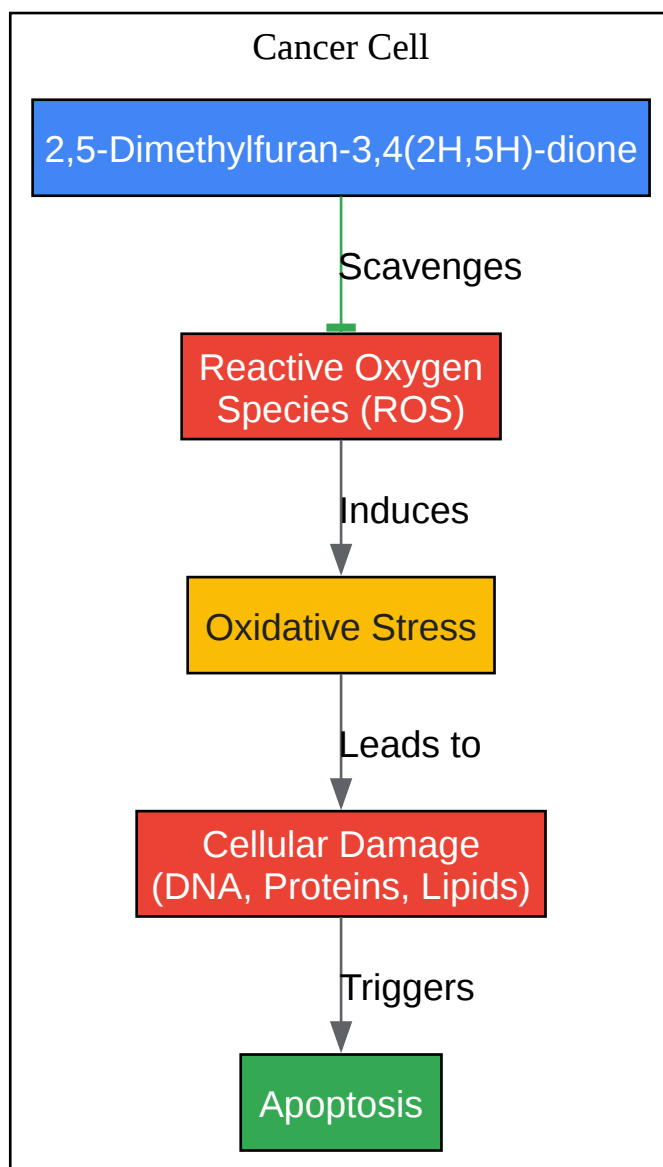 Cancer Cell
2,5-Dimethylfuran-3,4(2H,5H)-dione
Scavenges
Reactive Oxygen
Species (ROS)
Induces
Oxidative Stress
Leads to
Cellular Damage
(DNA, Proteins, Lipids)
Triggers
Apoptosis